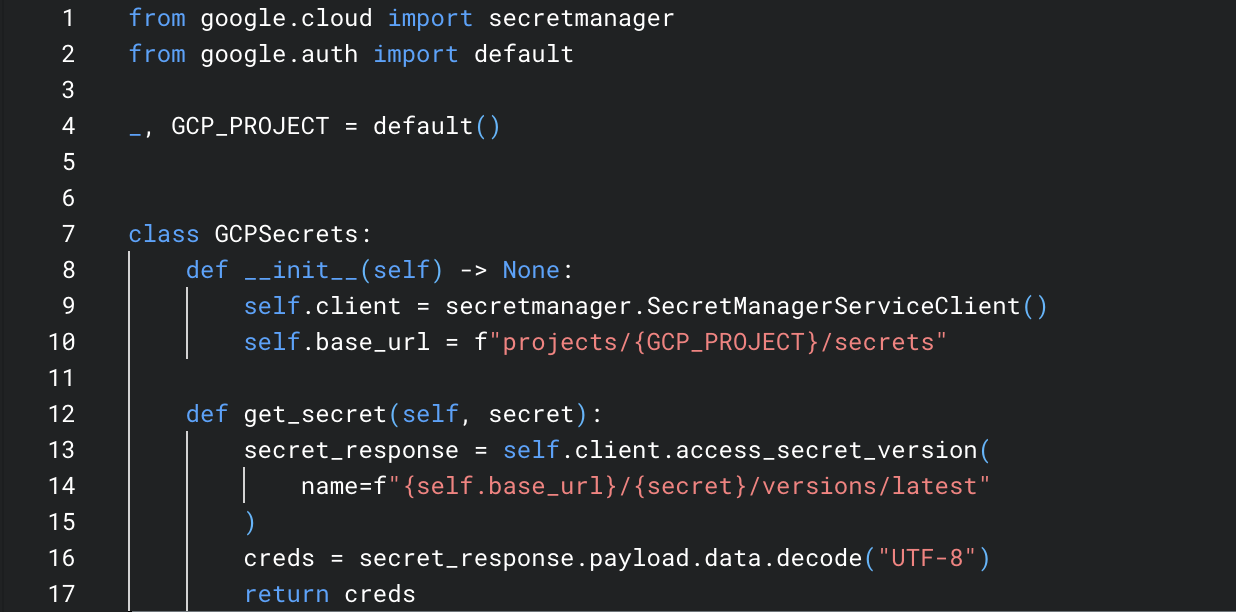 1 from google.cloud import secretmanager
2 from google.auth import default
3
4 _, GCP_PROJECT = default()
5
6
7 class GCPSecrets:
8     def __init__(self) -> None:
9         self.client = secretmanager.SecretManagerServiceClient()
10         self.base_url = f"projects/{GCP_PROJECT}/secrets"
11
12     def get_secret(self, secret):
13         secret_response = self.client.access_secret_version(
14             name=f"{self.base_url}/{secret}/versions/latest"
15         )
16         creds = secret_response.payload.data.decode("UTF-8")
17         return creds